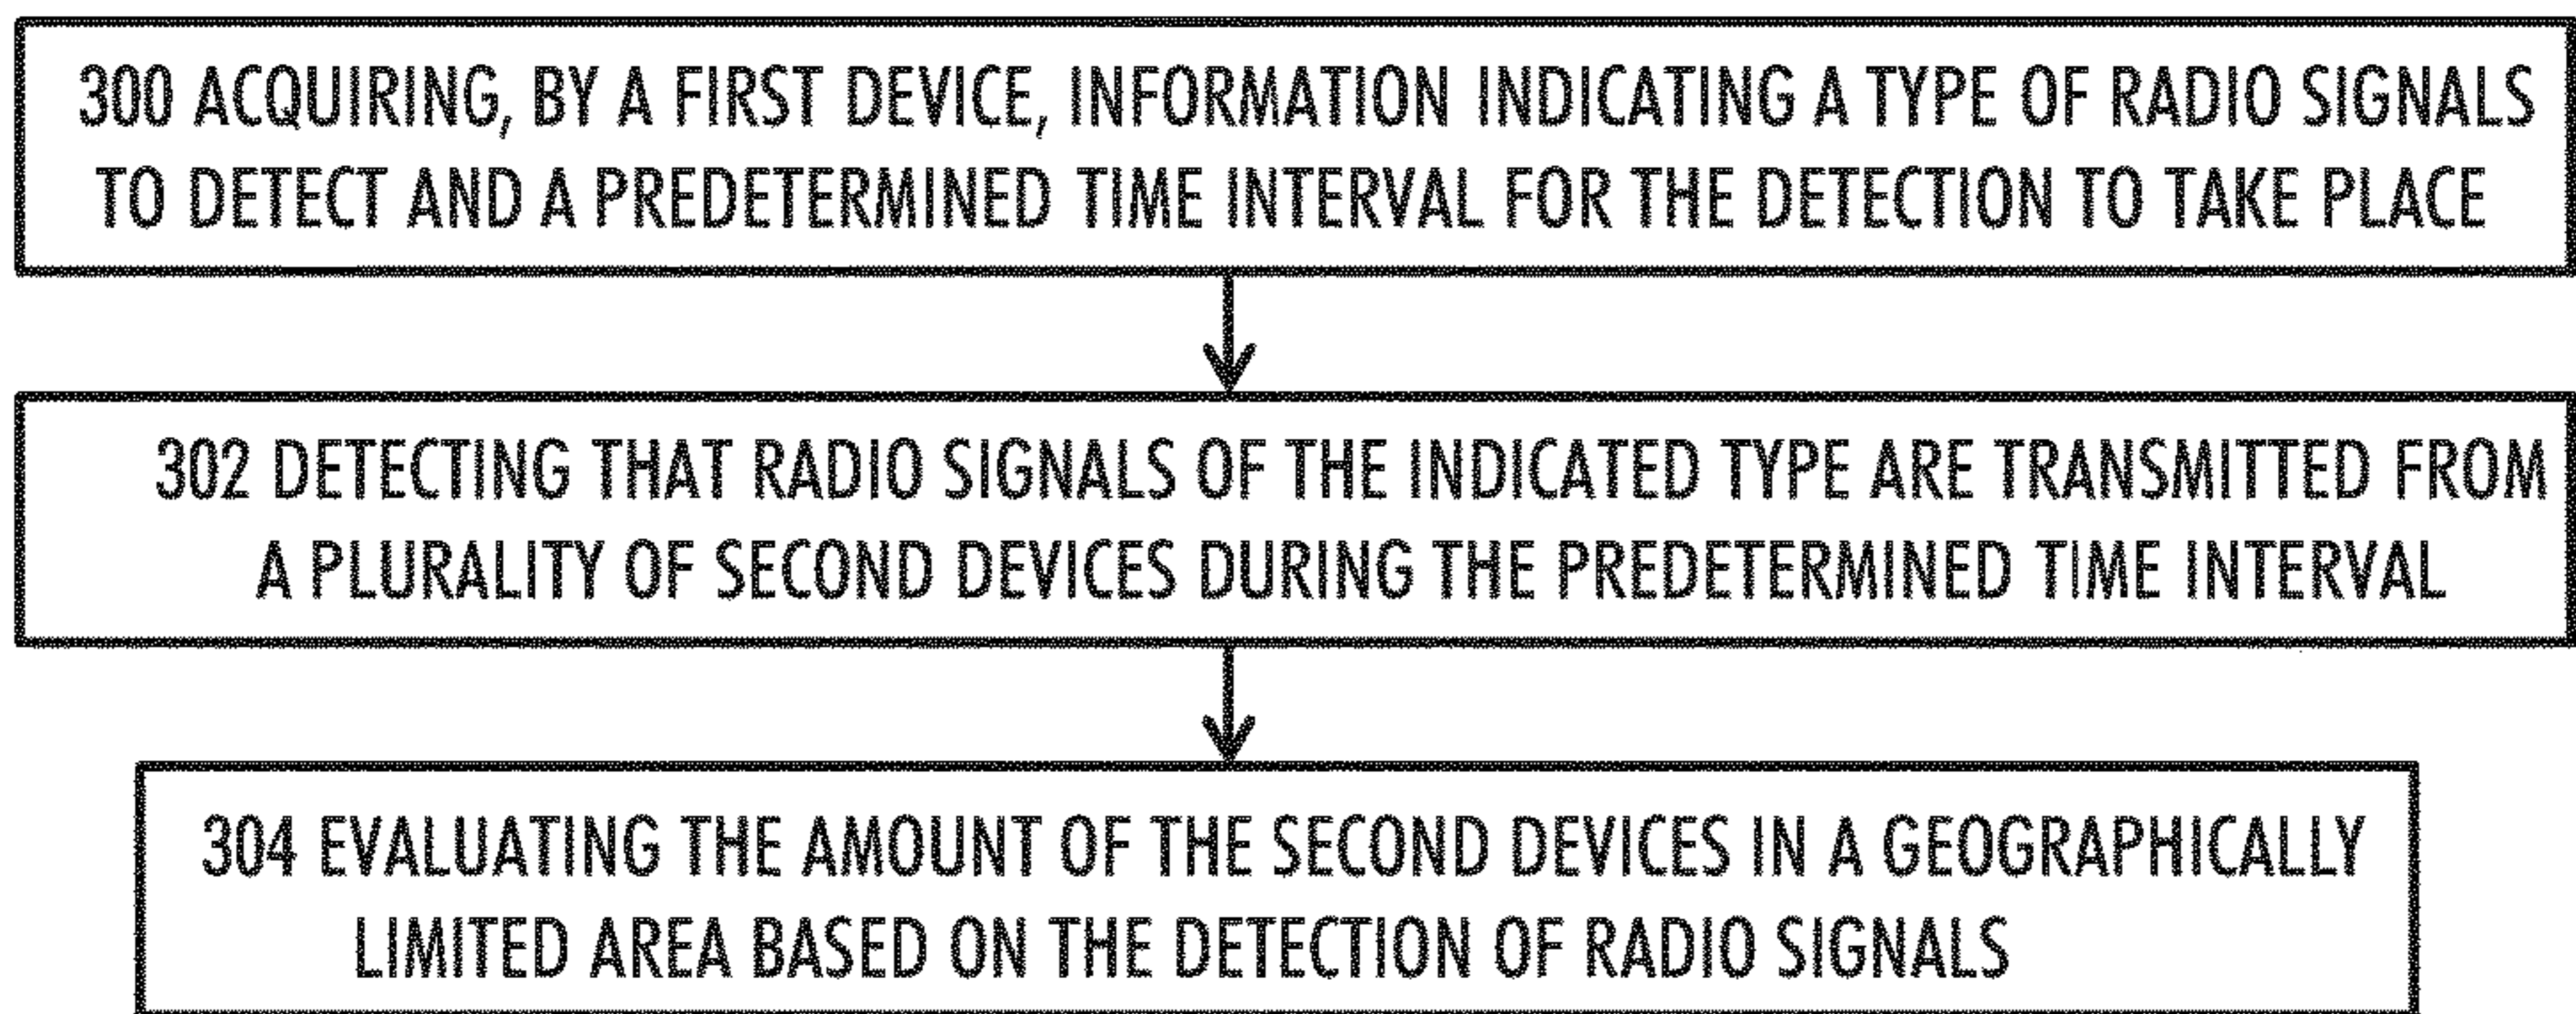 300 ACQUIRING, BY A FIRST DEVICE, INFORMATION INDICATING A TYPE OF RADIO SIGNALS
TO DETECT AND A PREDETERMINED TIME INTERVAL FOR THE DETECTION TO TAKE PLACE
302 DETECTING THAT RADIO SIGNALS OF THE INDICATED TYPE ARE TRANSMITTED FROM
A PLURALITY OF SECOND DEVICES DURING THE PREDETERMINED TIME INTERVAL
304 EVALUATING THE AMOUNT OF THE SECOND DEVICES IN A GEOGRAPHICALLY
LIMITED AREA BASED ON THE DETECTION OF RADIO SIGNALS